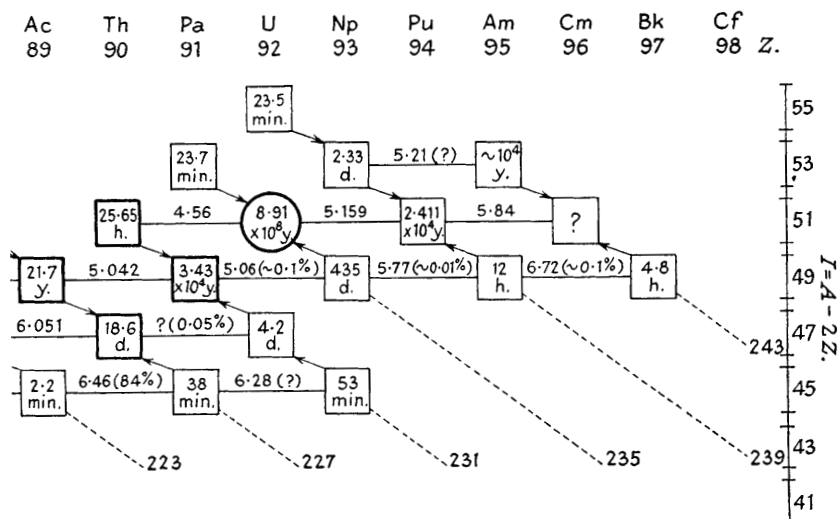 Ac Th Pa U Np Pu Am Cm Bk Cf
89 90 91 92 93 94 95 96 97 98 Z.
23·5
min.
55
23·7
min.
2·33
d.
5·21 (?)
~10⁴
y.
53
25·65
h.
4·56
8·91
×10⁸y.
5·159
2·411
×10⁴y.
5·84
?
51
21·7
y.
5·042
3·43
×10⁴y.
5·06(~0·1%)
435
d.
5·77(~0·01%)
12
h.
6·72(~0·1%)
4·8
h.
49
I=A−2Z.
6·051
18·6
d.
?(0·05%)
4·2
d.
243
47
2·2
min.
6·46(84%)
38
min.
6·28 (?)
53
min.
45
223
227
231
235
239
43
41